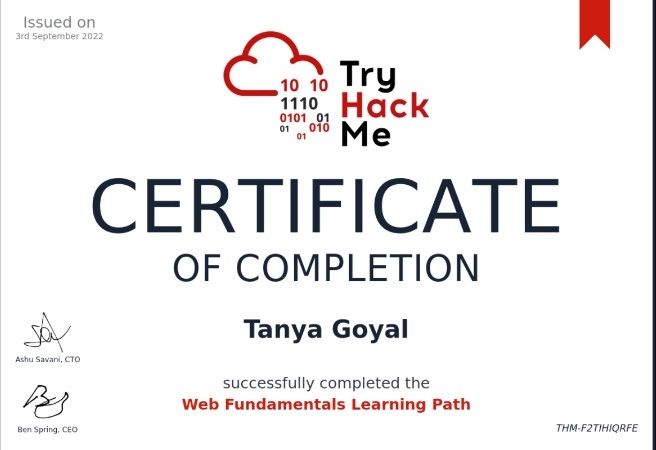 Issued on
3rd September 2022
10 10
1110
0101 01
01 010
01
Try
Hack
Me
CERTIFICATE
OF COMPLETION
Tanya Goyal
Ashu Savani, CTO
successfully completed the
Web Fundamentals Learning Path
Ben Spring, CEO
THM-F2TIHIQRFE